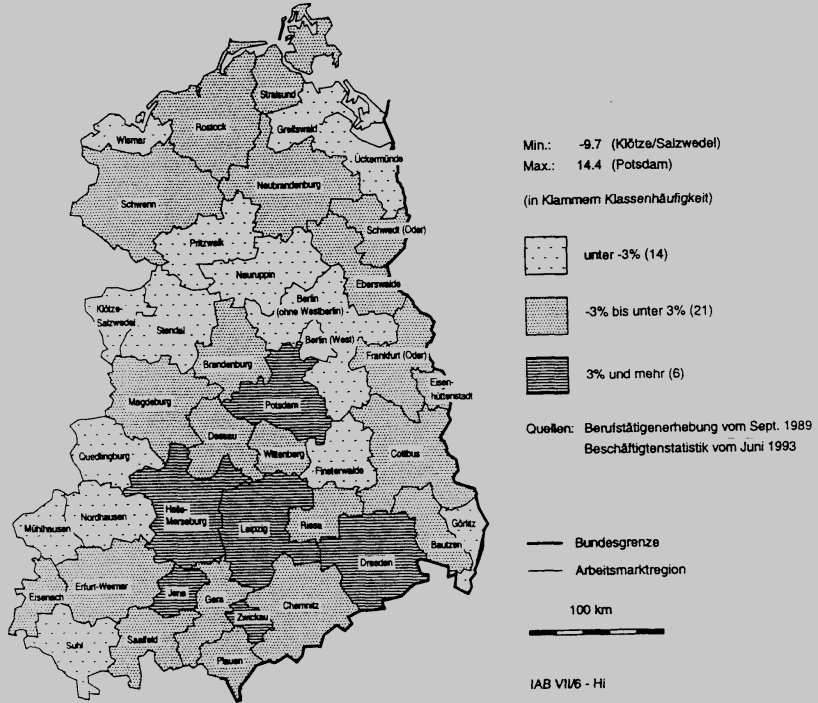 Stralsund
Rostock
Greifswald
Wismar
Ückermünde
Neubrandenburg
Schwerin
Schwedt (Oder)
Pritzwalk
Neuruppin
Eberswalde
Berlin
(ohne Westberlin)
Klötze-
Salzwedel
Stendal
Berlin (West)
Frankfurt (Oder)
Brandenburg
Eisen-
hüttenstadt
Magdeburg
Potsdam
Dessau
Quedlingburg
Wittenberg
Cottbus
Finsterwalde
Nordhausen
Halle-
Merseburg
Mühlhausen
Leipzig
Riesa
Görlitz
Bautzen
Dresden
Erfurt-Weimar
Jena
Eisenach
Gera
Chemnitz
Zwickau
Suhl
Saalfeld
Plauen
Min.: -9.7 (Klötze/Salzwedel)
Max.: 14.4 (Potsdam)
(in Klammern Klassenhäufigkeit)
unter -3% (14)
-3% bis unter 3% (21)
3% und mehr (6)
Quellen: Berufstätigenerhebung vom Sept. 1989
Beschäftigtenstatistik vom Juni 1993
Bundesgrenze
Arbeitsmarktregion
100 km
IAB VII/6 - Hi